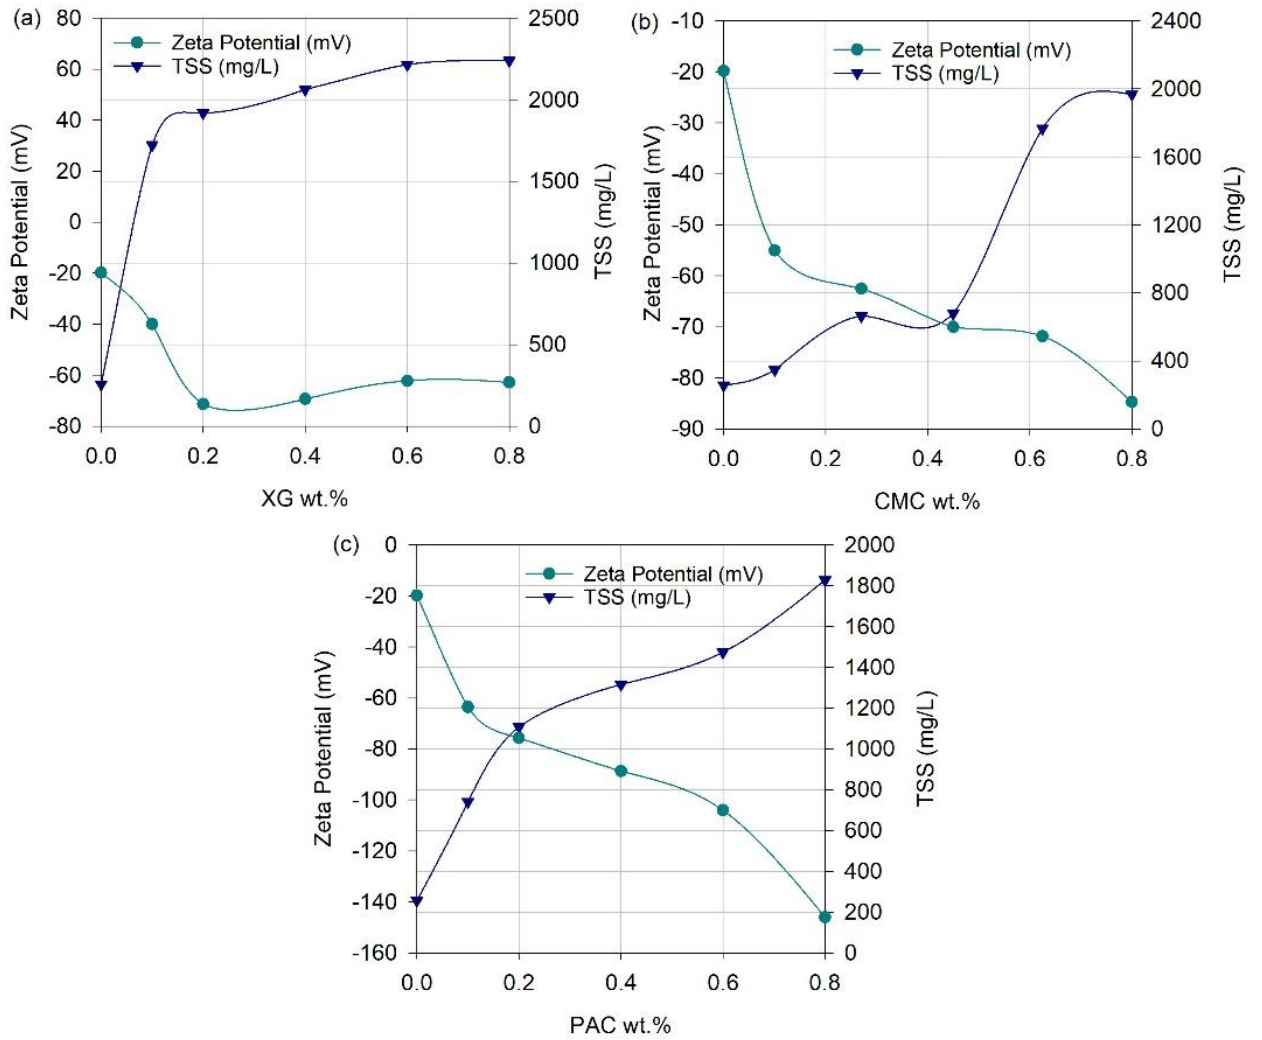 (a)
Zeta Potential (mV)
TSS (mg/L)
80
60
40
20
0
-20
-40
-60
-80
Zeta Potential (mV)
2500
2000
1500
1000
500
0
TSS (mg/L)
0.0 0.2 0.4 0.6 0.8
XG wt.%
(b)
Zeta Potential (mV)
TSS (mg/L)
-10
-20
-30
-40
-50
-60
-70
-80
-90
Zeta Potential (mV)
2400
2000
1600
1200
800
400
0
TSS (mg/L)
0.0 0.2 0.4 0.6 0.8
CMC wt.%
(c)
Zeta Potential (mV)
TSS (mg/L)
0
-20
-40
-60
-80
-100
-120
-140
-160
Zeta Potential (mV)
2000
1800
1600
1400
1200
1000
800
600
400
200
0
TSS (mg/L)
0.0 0.2 0.4 0.6 0.8
PAC wt.%